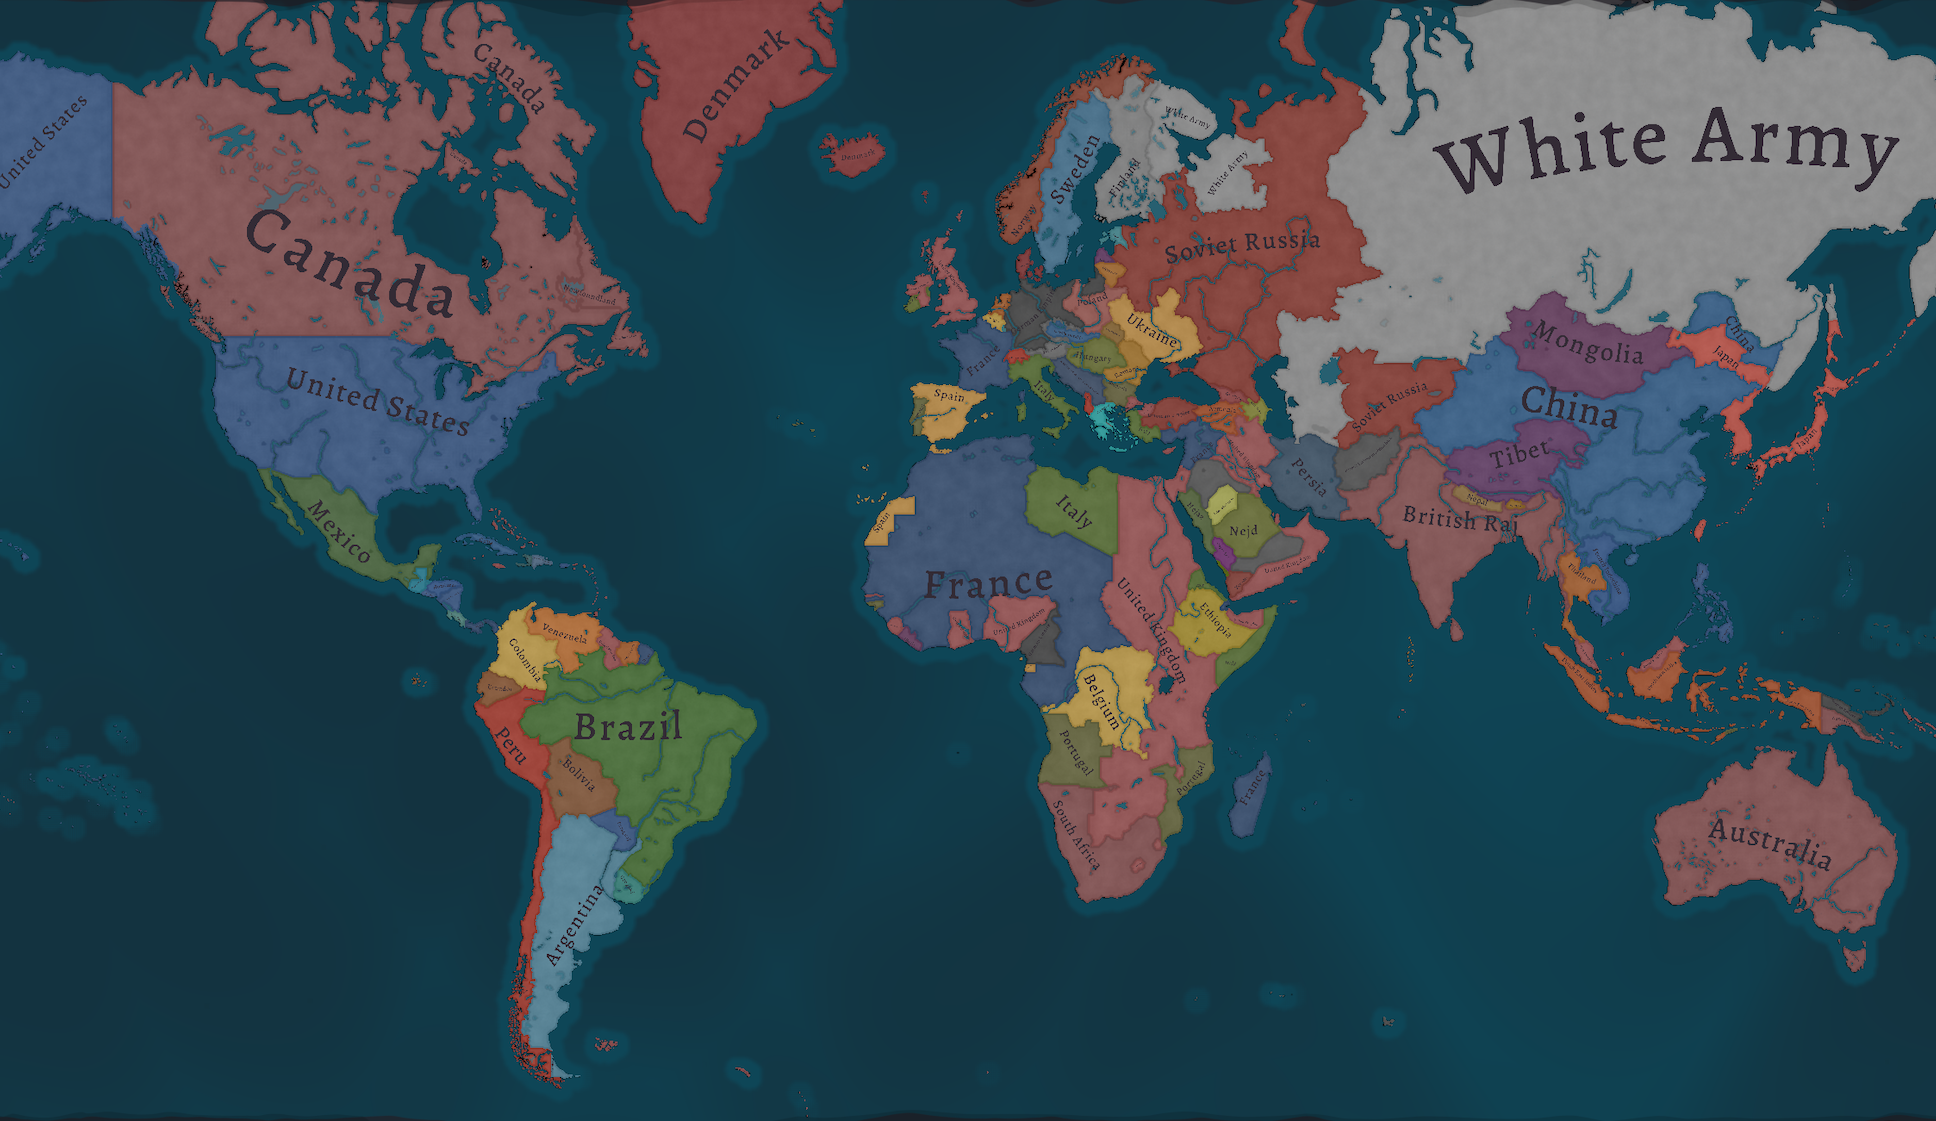 United States
Canada
Canada
Denmark
Denmark
Newfoundland
United States
Mexico
Venezuela
Colombia
Ecuador
Peru
Brazil
Bolivia
Argentina
Norway
Sweden
Finland
White Army
White Army
White Army
Soviet Russia
Poland
Ukraine
France
Hungary
Italy
Spain
Spain
France
Italy
United Kingdom
United Kingdom
Belgium
Portugal
Portugal
South Africa
France
Ethiopia
Nejd
Hejaz
United Kingdom
Persia
Soviet Russia
Mongolia
China
China
Japan
Japan
Tibet
Nepal
British Raj
Thailand
Australia